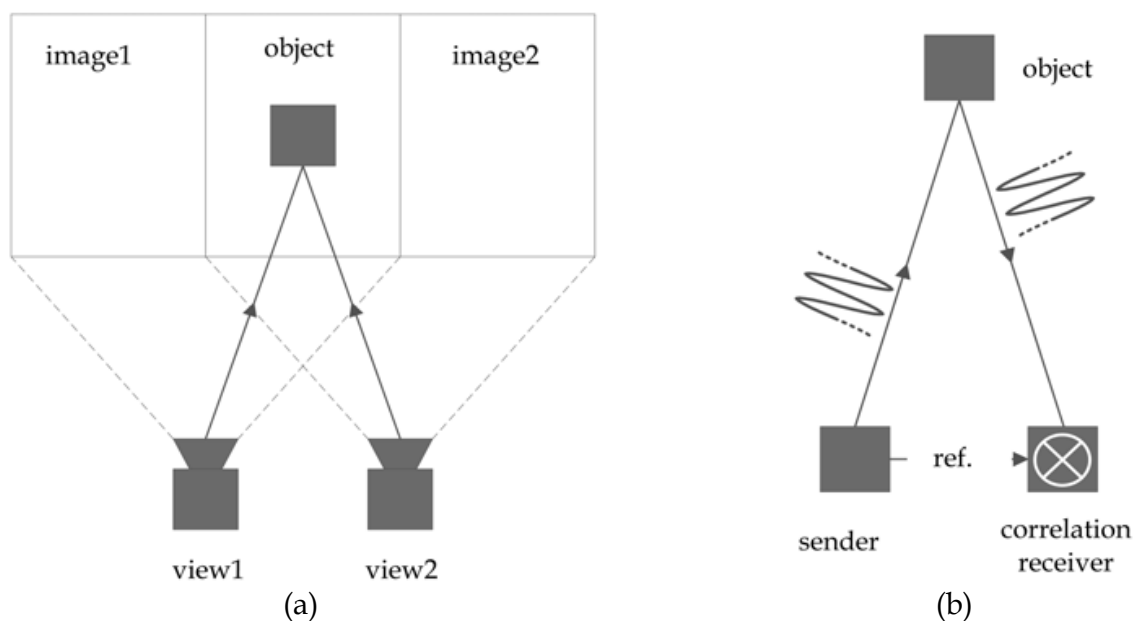 image1
object
image2
view1
view2
(a)
object
ref.
sender
correlation
receiver
(b)